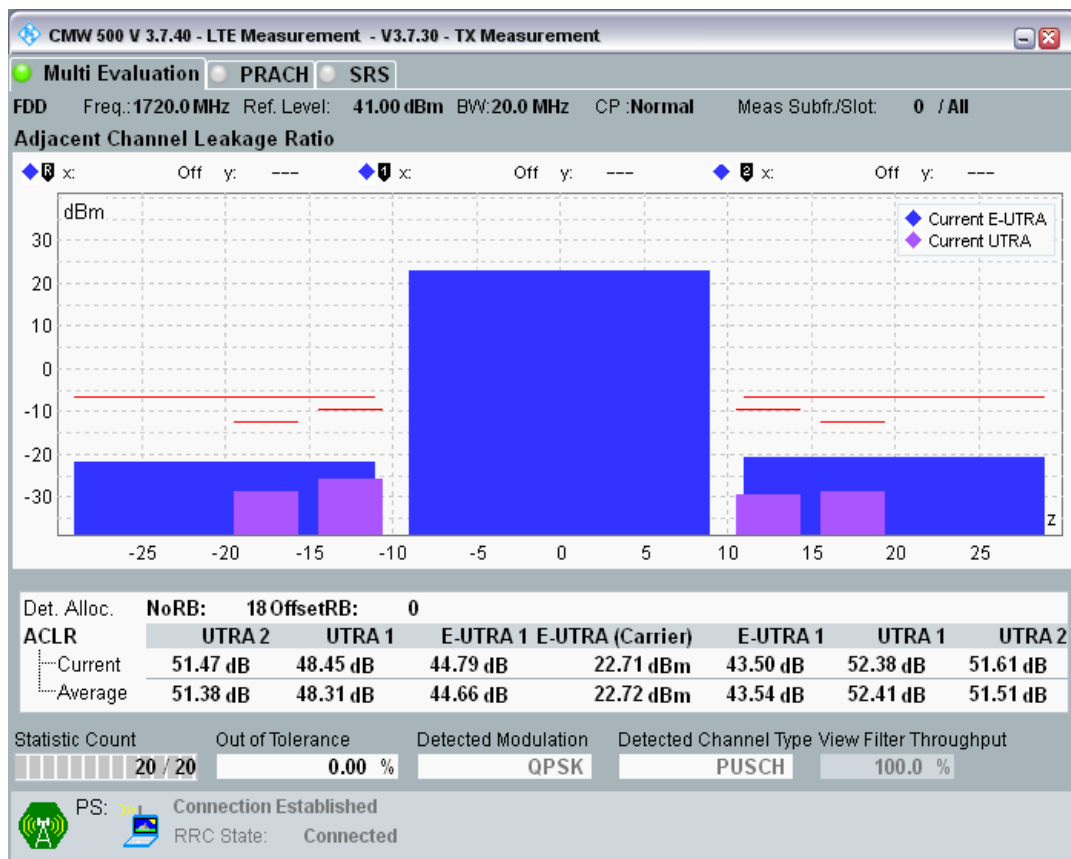 CMW 500 V 3.7.40 - LTE Measurement - V3.7.30 - TX Measurement
Multi Evaluation PRACH SRS
FDD Freq.:1720.0 MHz Ref. Level: 41.00 dBm BW:20.0 MHz CP :Normal Meas Subfr./Slot: 0 / All
Adjacent Channel Leakage Ratio
R x: Off y: --- 1 x: Off y: --- 2 x: Off y: ---
dBm
Current E-UTRA
Current UTRA
30
20
10
0
-10
-20
-30
z
-25 -20 -15 -10 -5 0 5 10 15 20 25
Det. Alloc. NoRB: 18 OffsetRB: 0
ACLR UTRA 2 UTRA 1 E-UTRA 1 E-UTRA (Carrier) E-UTRA 1 UTRA 1 UTRA 2
Current 51.47 dB 48.45 dB 44.79 dB 22.71 dBm 43.50 dB 52.38 dB 51.61 dB
Average 51.38 dB 48.31 dB 44.66 dB 22.72 dBm 43.54 dB 52.41 dB 51.51 dB
Statistic Count Out of Tolerance Detected Modulation Detected Channel Type View Filter Throughput
20 / 20 0.00 % QPSK PUSCH 100.0 %
PS: Connection Established
RRC State: Connected